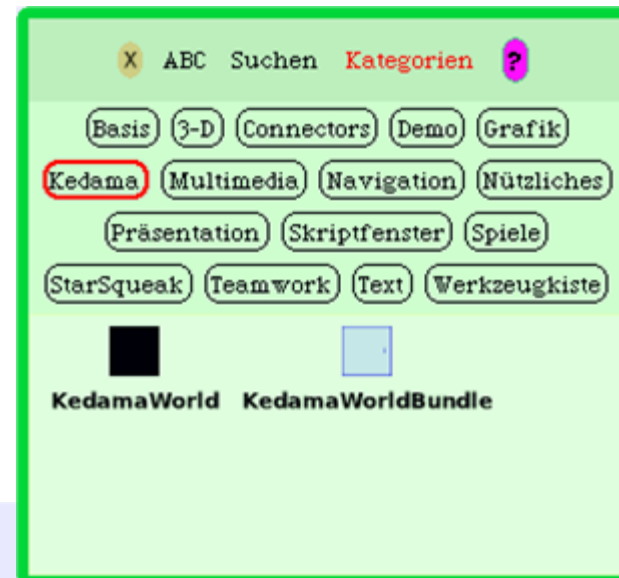 X ABC Suchen Kategorien ?
Basis 3-D Connectors Demo Grafik
Kedama Multimedia Navigation Nützliches
Präsentation Skriptfenster Spiele
StarSqueak Teamwork Text Werkzeugkiste
KedamaWorld KedamaWorldBundle